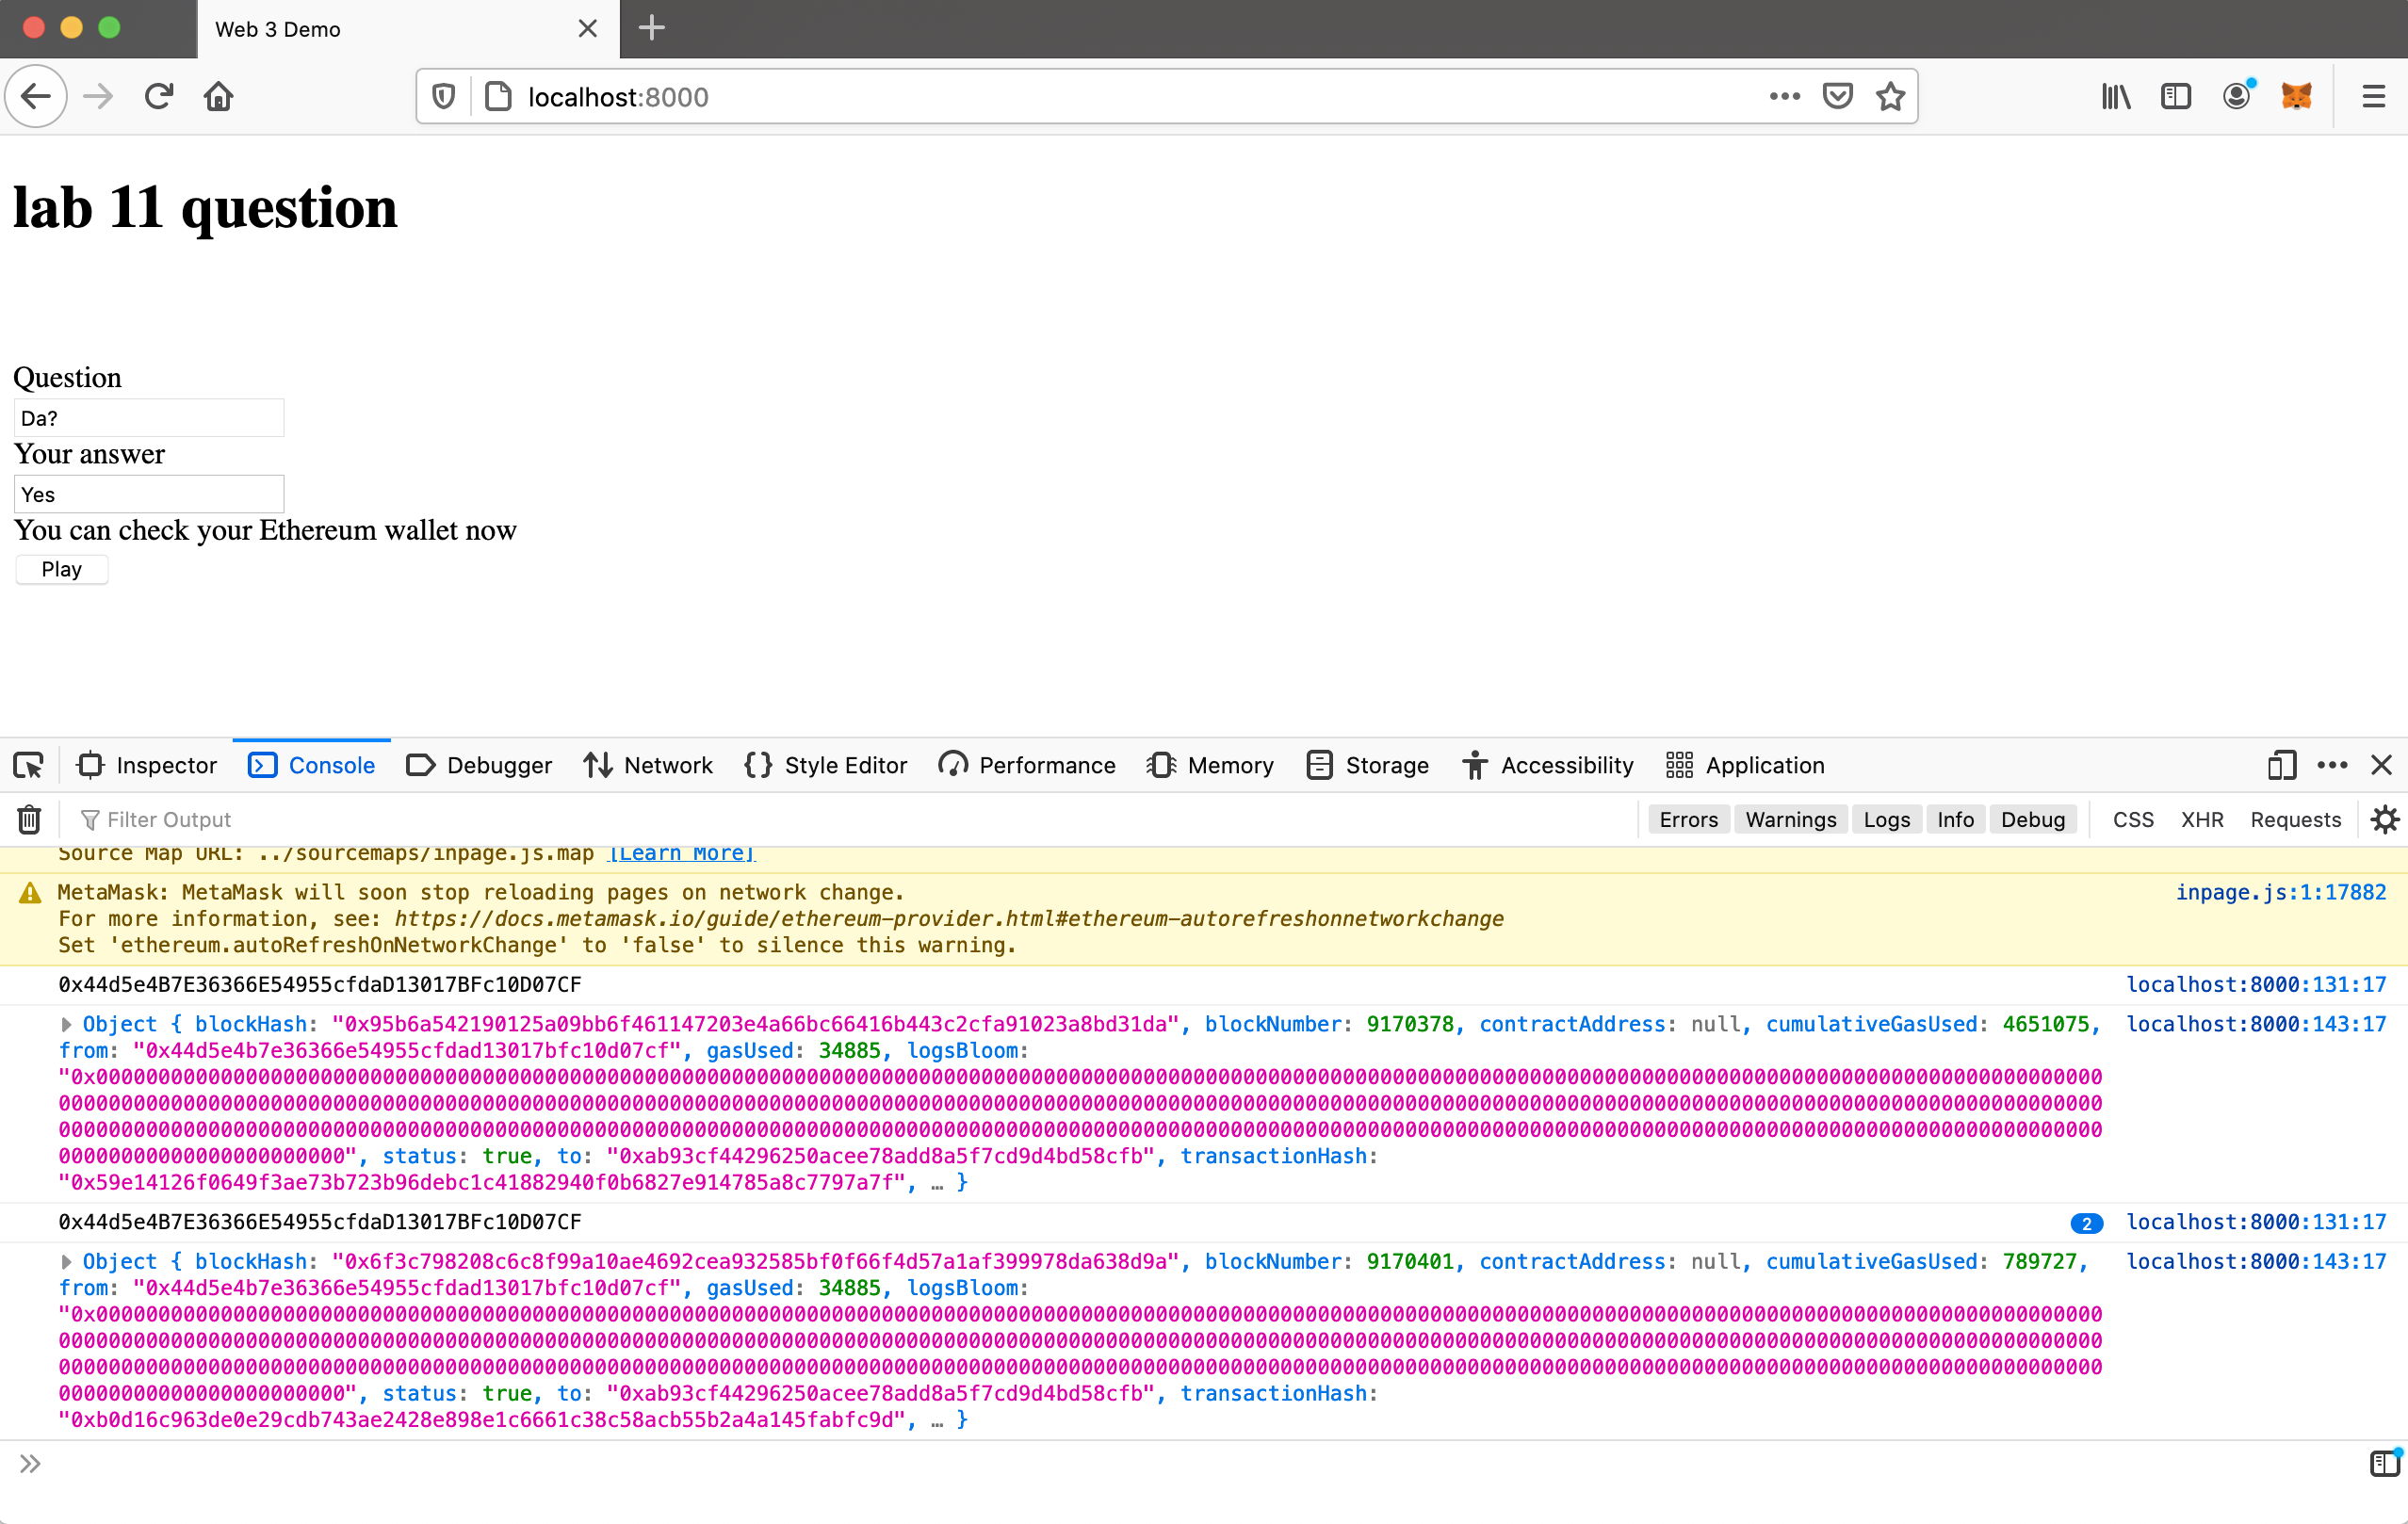 Web 3 Demo
localhost:8000
lab 11 question
Question
Da?
Your answer
Yes
You can check your Ethereum wallet now
Play
Inspector Console Debugger Network Style Editor Performance Memory Storage Accessibility Application
Filter Output Errors Warnings Logs Info Debug CSS XHR Requests
Source Map URL: ../sourcemaps/inpage.js.map [Learn More]
MetaMask: MetaMask will soon stop reloading pages on network change. inpage.js:1:17882
For more information, see: https://docs.metamask.io/guide/ethereum-provider.html#ethereum-autorefreshonnetworkchange
Set 'ethereum.autoRefreshOnNetworkChange' to 'false' to silence this warning.
0x44d5e4B7E36366E54955cfdaD13017BFc10D07CF localhost:8000:131:17
Object { blockHash: "0x95b6a542190125a09bb6f461147203e4a66bc66416b443c2cfa91023a8bd31da", blockNumber: 9170378, contractAddress: null, cumulativeGasUsed: 4651075, localhost:8000:143:17
from: "0x44d5e4b7e36366e54955cfdad13017bfc10d07cf", gasUsed: 34885, logsBloom:
", status: true, to: "0xab93cf44296250acee78add8a5f7cd9d4bd58cfb", transactionHash:
"0x59e14126f0649f3ae73b723b96debc1c41882940f0b6827e914785a8c7797a7f", … }
0x44d5e4B7E36366E54955cfdaD13017BFc10D07CF 2 localhost:8000:131:17
Object { blockHash: "0x6f3c798208c6c8f99a10ae4692cea932585bf0f66f4d57a1af399978da638d9a", blockNumber: 9170401, contractAddress: null, cumulativeGasUsed: 789727, localhost:8000:143:17
from: "0x44d5e4b7e36366e54955cfdad13017bfc10d07cf", gasUsed: 34885, logsBloom:
", status: true, to: "0xab93cf44296250acee78add8a5f7cd9d4bd58cfb", transactionHash:
"0xb0d16c963de0e29cdb743ae2428e898e1c6661c38c58acb55b2a4a145fabfc9d", … }